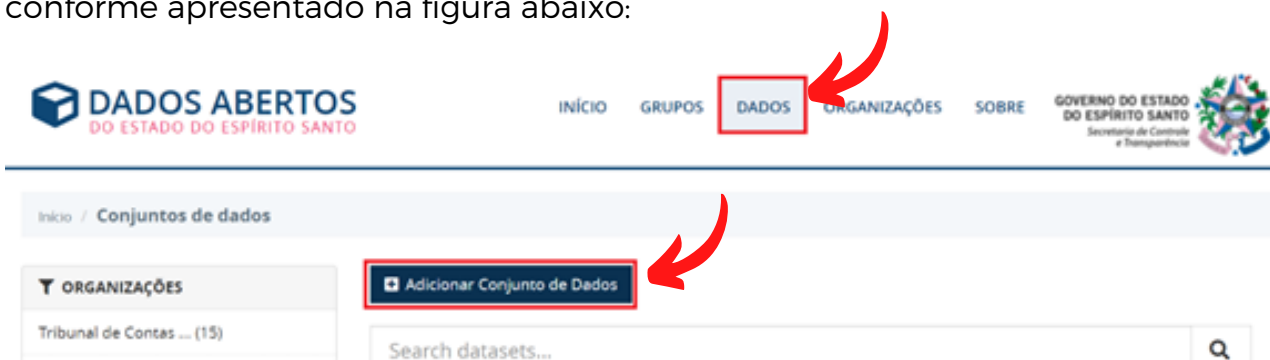 conforme apresentado na figura abaixo:
DADOS ABERTOS
DO ESTADO DO ESPÍRITO SANTO
INÍCIO GRUPOS DADOS ORGANIZAÇÕES SOBRE
GOVERNO DO ESTADO
DO ESPÍRITO SANTO
Secretaria de Controle
e Transparência
Início / Conjuntos de dados
ORGANIZAÇÕES
Adicionar Conjunto de Dados
Tribunal de Contas ... (15)
Search datasets...